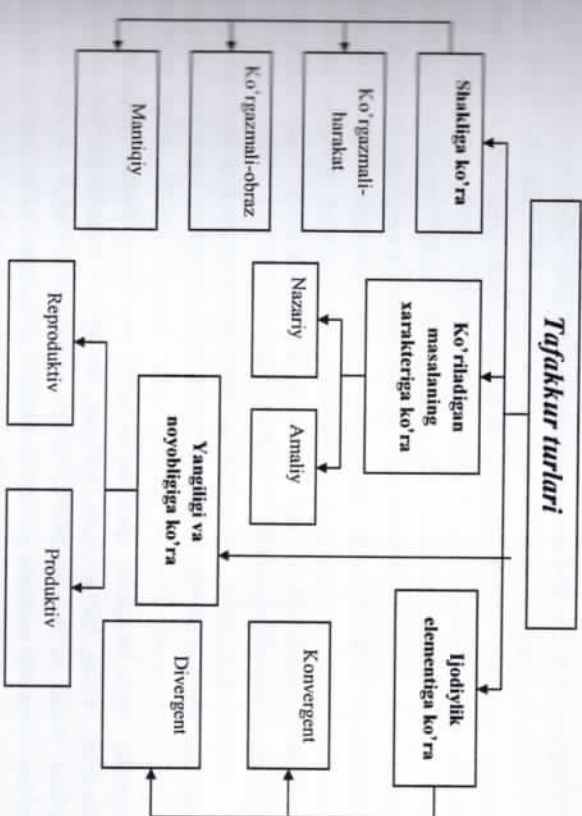 Tafakkur turlari
Shakliga ko'ra
Ko'rgazmali-
harakat
Ko'rgazmali-obraz
Mantiqiy
Ko'riladigan
masalaning
xarakteriga ko'ra
Nazariy
Amaliy
Yangiligi va
noyobligiga ko'ra
Reproduktiv
Produktiv
Ijodiylik
elementiga ko'ra
Konvergent
Divergent